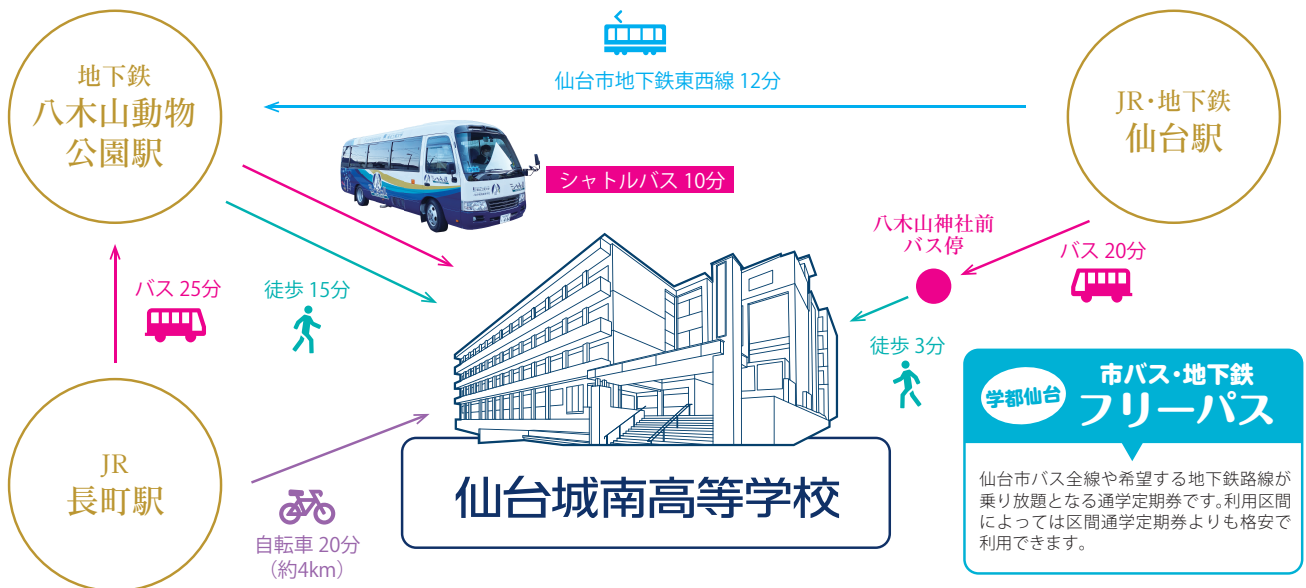 仙台市地下鉄東西線 12分
地下鉄
八木山動物
公園駅
JR・地下鉄
仙台駅
シャトルバス 10分
八木山神社前
バス停
バス 20分
バス 25分
徒歩 15分
徒歩 3分
JR
長町駅
自転車 20分
（約4km）
仙台城南高等学校
学都仙台
市バス・地下鉄
フリーパス
仙台市バス全線や希望する地下鉄路線が
乗り放題となる通学定期券です。利用区間
によっては区間通学定期券よりも格安で
利用できます。